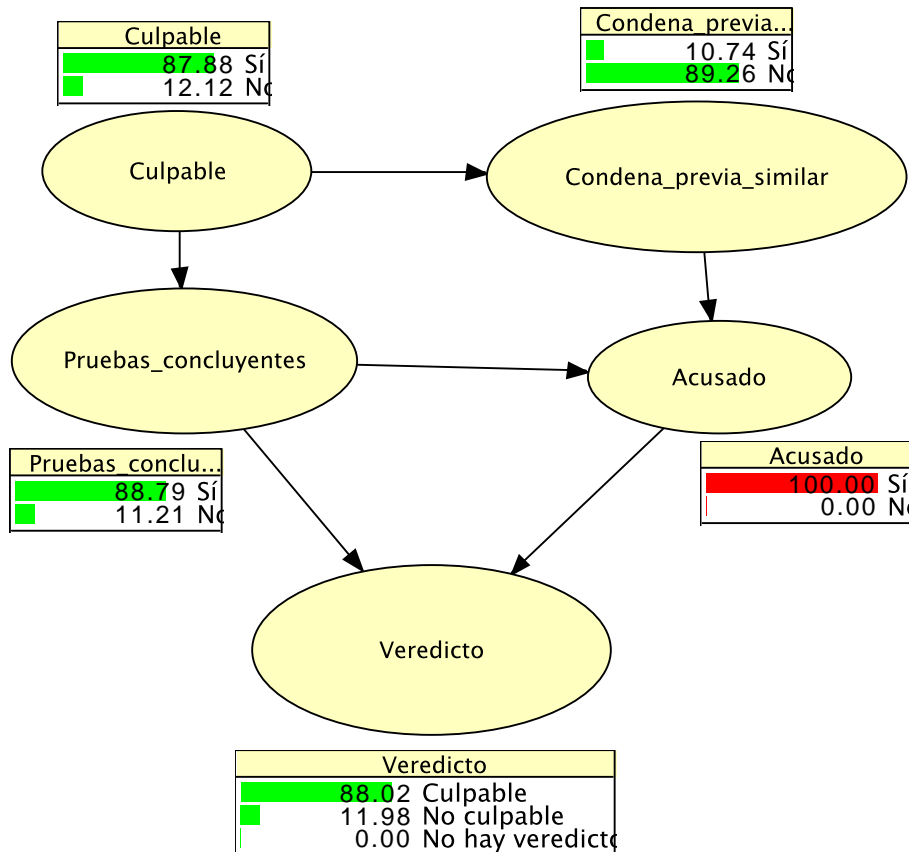 Culpable
87.88 Sí
12.12 No
Condena_previa...
10.74 Sí
89.26 No
Culpable
Condena_previa_similar
Pruebas_concluyentes
Acusado
Pruebas_conclu...
88.79 Sí
11.21 No
Acusado
100.00 Sí
0.00 No
Veredicto
Veredicto
88.02 Culpable
11.98 No culpable
0.00 No hay veredicto